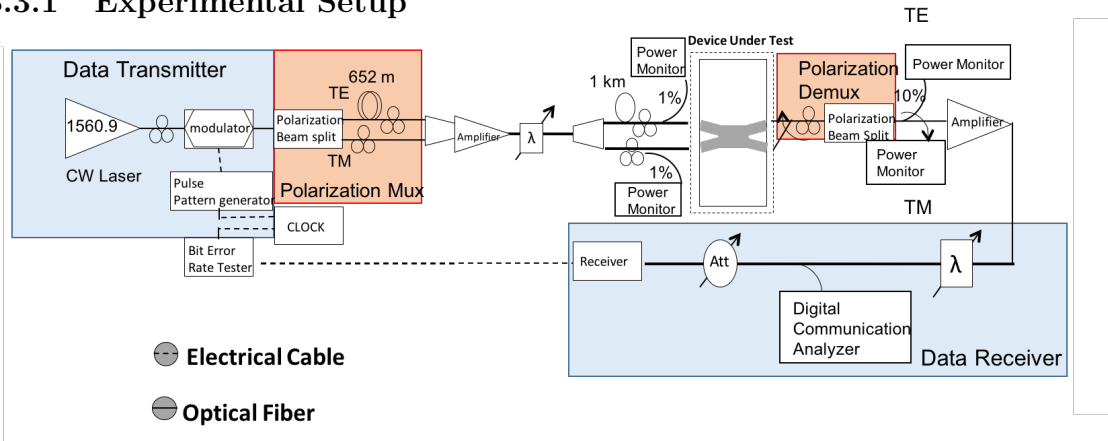 3.3.1 Experimental Setup
TE
Data Transmitter
1560.9
CW Laser
modulator
Pulse
Pattern generator
Bit Error
Rate Tester
CLOCK
652 m
TE
Polarization
Beam split
TM
Polarization Mux
Amplifier
λ
1 km
Power
Monitor
1%
1%
Power
Monitor
Device Under Test
Polarization
Demux
Polarization
Beam Split
10%
Power Monitor
Power
Monitor
Amplifier
TM
Receiver
Att
λ
Digital
Communication
Analyzer
Data Receiver
Electrical Cable
Optical Fiber